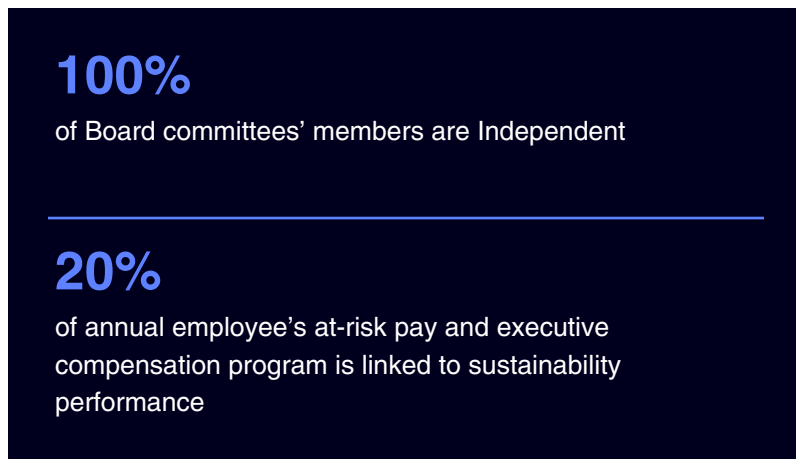 100%
of Board committees’ members are Independent
20%
of annual employee’s at-risk pay and executive
compensation program is linked to sustainability
performance